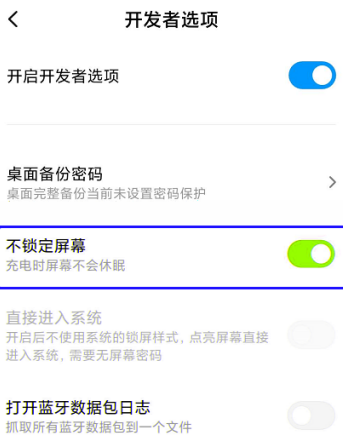 开发者选项
开启开发者选项
桌面备份密码
桌面完整备份当前未设置密码保护
不锁定屏幕
充电时屏幕不会休眠
直接进入系统
开启后不使用系统的锁屏样式，点亮屏幕直接
进入系统，需要无屏幕密码
打开蓝牙数据包日志
抓取所有蓝牙数据包到一个文件